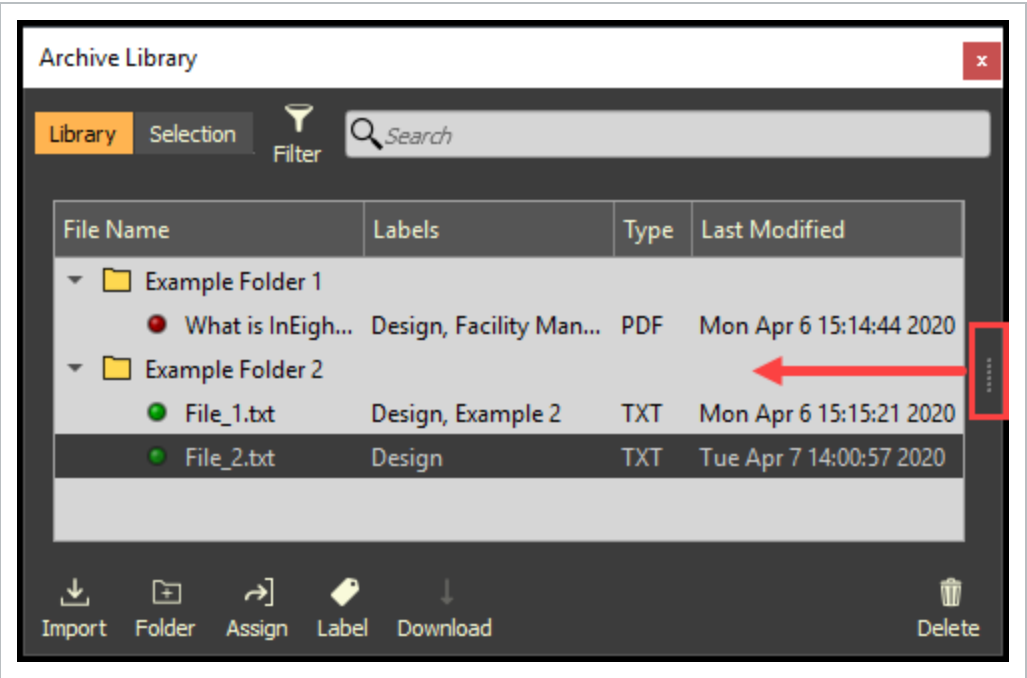 Archive Library
x
Library Selection Filter Search
File Name Labels Type Last Modified
Example Folder 1
What is InEigh... Design, Facility Man... PDF Mon Apr 6 15:14:44 2020
Example Folder 2
File_1.txt Design, Example 2 TXT Mon Apr 6 15:15:21 2020
File_2.txt Design TXT Tue Apr 7 14:00:57 2020
Import Folder Assign Label Download Delete